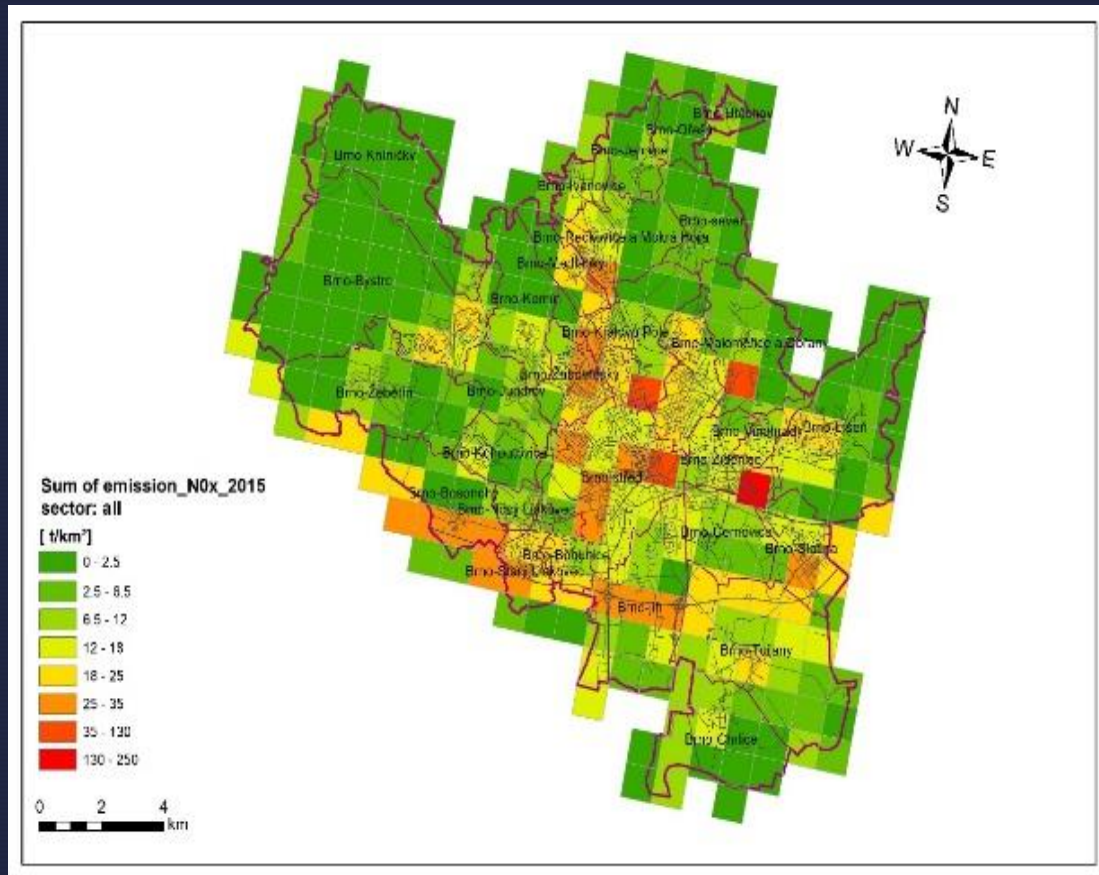 N
W E
S
Brno-Ořešín
Brno-Kníničky
Brno-Ivanovice
Brno-sever
Brno-Řečkovice a Mokrá Hora
Brno-Medlánky
Brno-Bystrc
Brno-Komín
Brno-Královo Pole
Brno-Maloměřice a Obřany
Brno-Žabovřesky
Brno-Žebětín
Brno-Jundrov
Brno-Vinohrady
Brno-Líšeň
Brno-Kohoutovice
Brno-Židenice
Brno-střed
Sum of emission_N0x_2015
sector: all
[ t/km²]
0 - 2.5
2.5 - 6.5
6.5 - 12
12 - 18
18 - 25
25 - 35
35 - 130
130 - 250
Brno-Bosonohy
Brno-Nový Lískovec
Brno-Černovice
Brno-Slatina
Brno-Bohunice
Brno-Starý Lískovec
Brno-jih
Brno-Tuřany
Brno-Chrlice
0 2 4
km